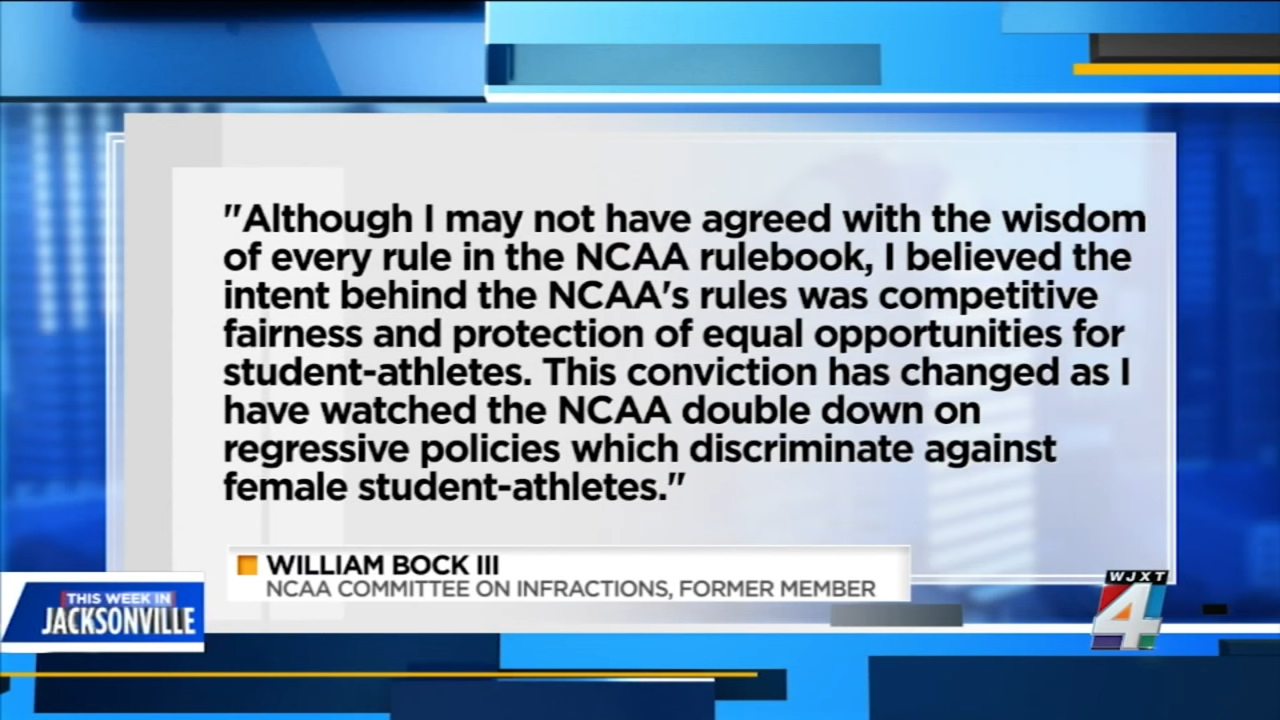 "Although I may not have agreed with the wisdom
of every rule in the NCAA rulebook, I believed the
intent behind the NCAA's rules was competitive
fairness and protection of equal opportunities for
student-athletes. This conviction has changed as I
have watched the NCAA double down on
regressive policies which discriminate against
female student-athletes."
WILLIAM BOCK III
NCAA COMMITTEE ON INFRACTIONS, FORMER MEMBER
THIS WEEK IN
JACKSONVILLE
WJXT
4